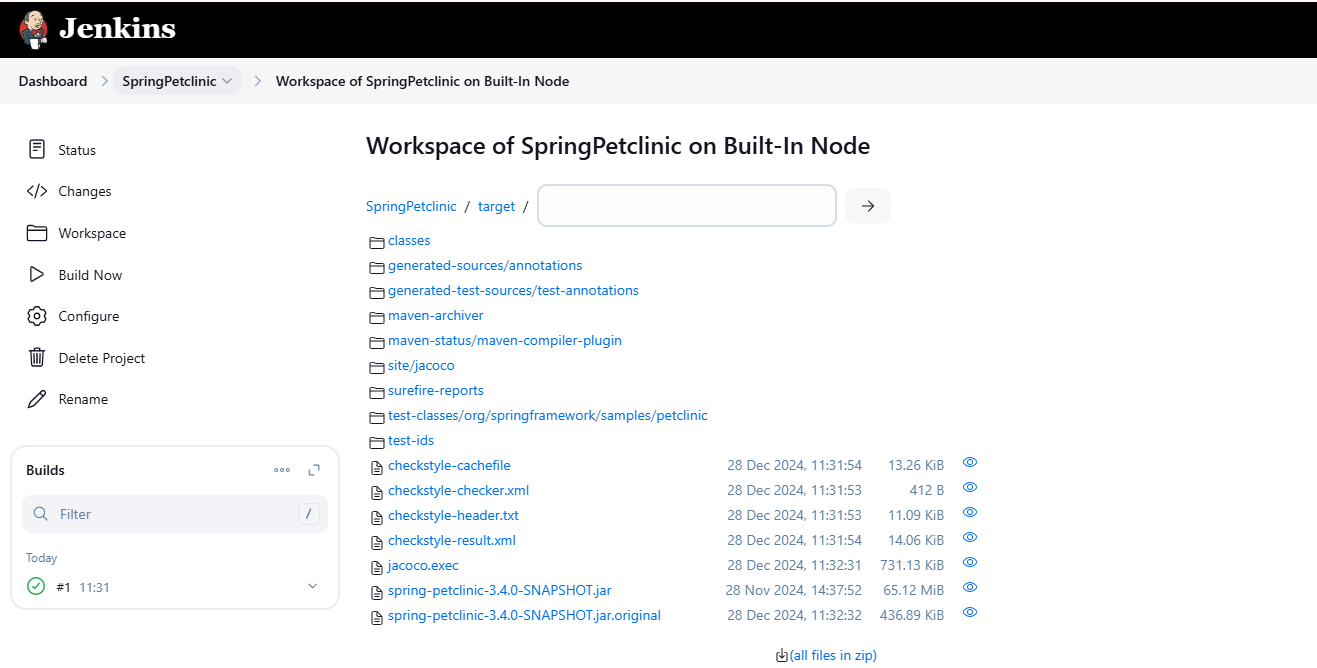 Jenkins
Dashboard SpringPetclinic Workspace of SpringPetclinic on Built-In Node
Status
Changes
Workspace
Build Now
Configure
Delete Project
Rename
Builds
Filter /
Today
#1 11:31
Workspace of SpringPetclinic on Built-In Node
SpringPetclinic / target /
classes
generated-sources/annotations
generated-test-sources/test-annotations
maven-archiver
maven-status/maven-compiler-plugin
site/jacoco
surefire-reports
test-classes/org/springframework/samples/petclinic
test-ids
checkstyle-cachefile 28 Dec 2024, 11:31:54 13.26 KiB
checkstyle-checker.xml 28 Dec 2024, 11:31:53 412 B
checkstyle-header.txt 28 Dec 2024, 11:31:53 11.09 KiB
checkstyle-result.xml 28 Dec 2024, 11:31:54 14.06 KiB
jacoco.exec 28 Dec 2024, 11:32:31 731.13 KiB
spring-petclinic-3.4.0-SNAPSHOT.jar 28 Nov 2024, 14:37:52 65.12 MiB
spring-petclinic-3.4.0-SNAPSHOT.jar.original 28 Dec 2024, 11:32:32 436.89 KiB
(all files in zip)